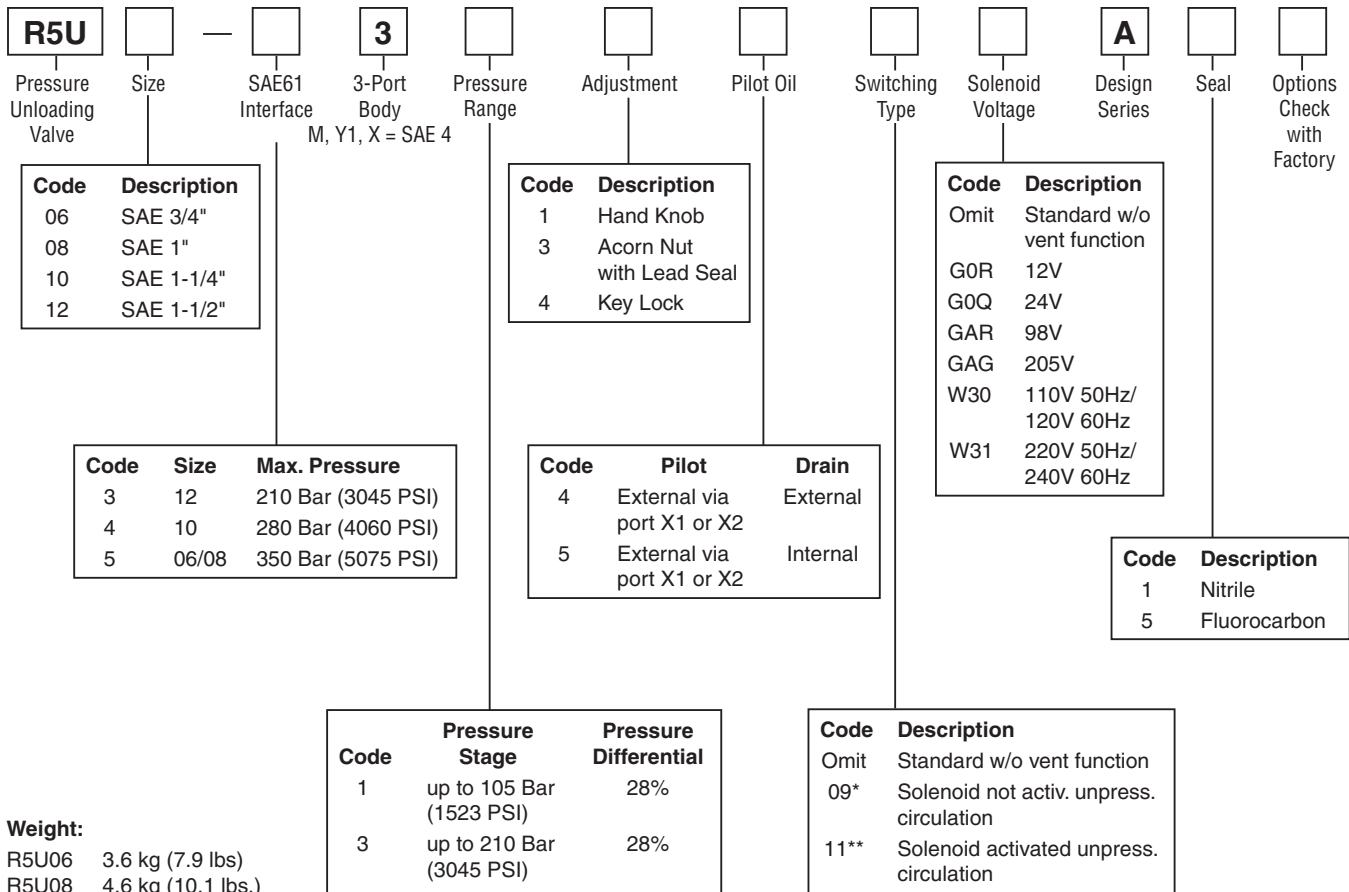 R5U — 3 A
Pressure Unloading Valve
Size
SAE61 Interface
3-Port Body
M, Y1, X = SAE 4
Pressure Range
Adjustment
Pilot Oil
Switching Type
Solenoid Voltage
Design Series
Seal
Options Check with Factory
Code Description
06 SAE 3/4"
08 SAE 1"
10 SAE 1-1/4"
12 SAE 1-1/2"
Code Description
1 Hand Knob
3 Acorn Nut
with Lead Seal
4 Key Lock
Code Description
Omit Standard w/o
vent function
G0R 12V
G0Q 24V
GAR 98V
GAG 205V
W30 110V 50Hz/
120V 60Hz
W31 220V 50Hz/
240V 60Hz
Code Size Max. Pressure
3 12 210 Bar (3045 PSI)
4 10 280 Bar (4060 PSI)
5 06/08 350 Bar (5075 PSI)
Code Pilot Drain
4 External via External
port X1 or X2
5 External via Internal
port X1 or X2
Code Description
1 Nitrile
5 Fluorocarbon
Code Pressure Stage Pressure Differential
1 up to 105 Bar 28%
(1523 PSI)
3 up to 210 Bar 28%
(3045 PSI)
Code Description
Omit Standard w/o vent function
09* Solenoid not activ. unpress.
circulation
11** Solenoid activated unpress.
circulation
Weight:
R5U06 3.6 kg (7.9 lbs)
R5U08 4.6 kg (10.1 lbs.)